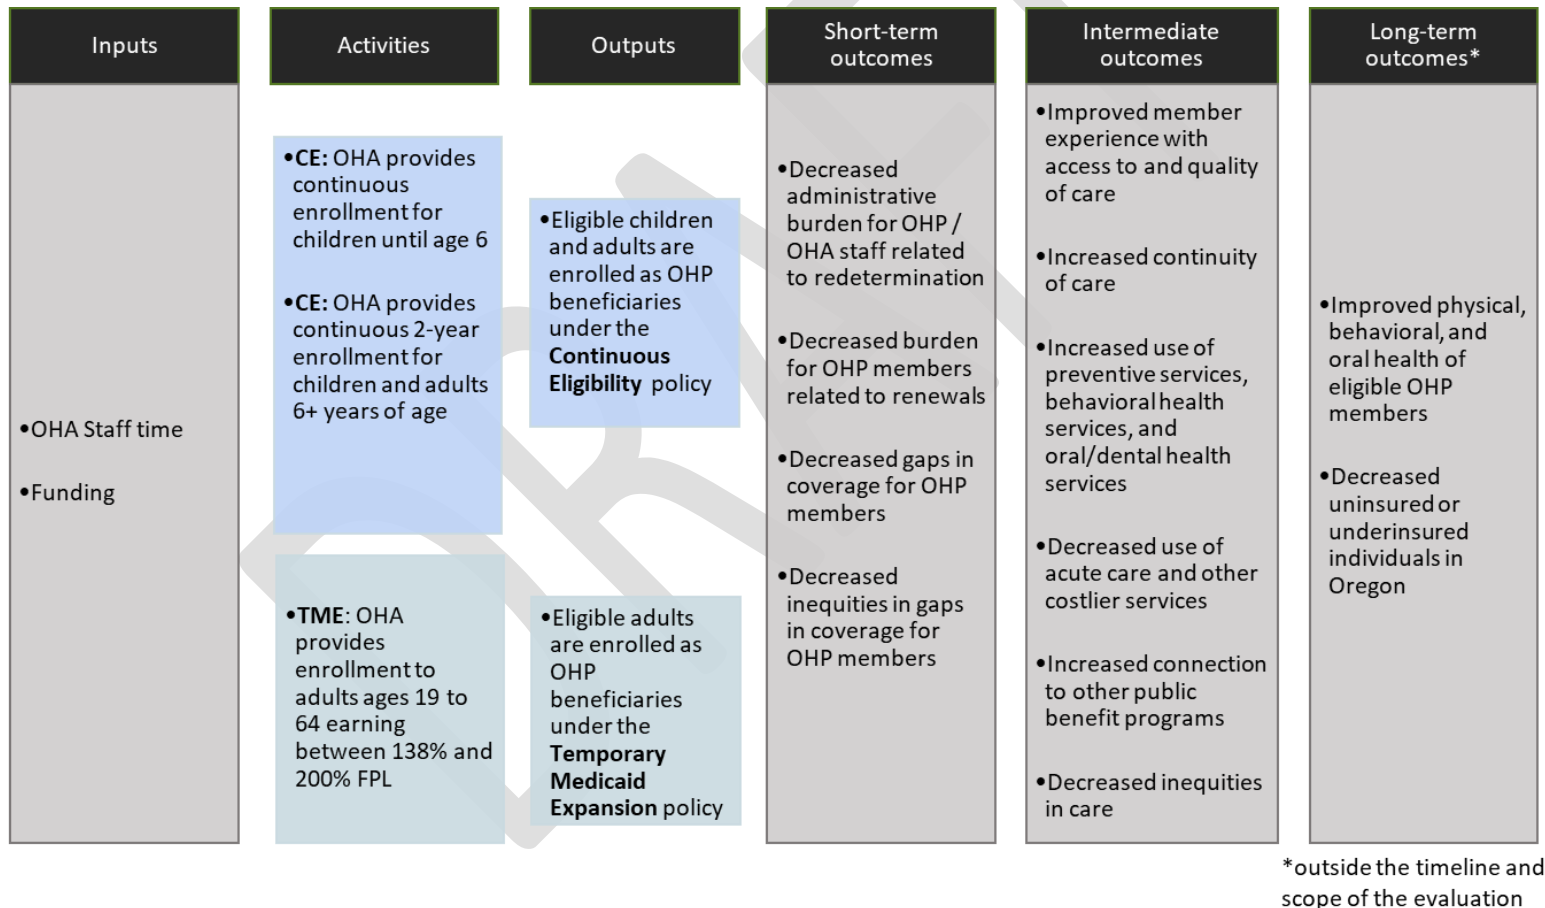 Inputs
•OHA Staff time
•Funding
Activities
•CE: OHA provides
continuous
enrollment for
children until age 6
•CE: OHA provides
continuous 2-year
enrollment for
children and adults
6+ years of age
•TME: OHA
provides
enrollment to
adults ages 19 to
64 earning
between 138% and
200% FPL
Outputs
•Eligible children
and adults are
enrolled as OHP
beneficiaries
under the
Continuous
Eligibility policy
•Eligible adults
are enrolled as
OHP
beneficiaries
under the
Temporary
Medicaid
Expansion policy
Short-term
outcomes
•Decreased
administrative
burden for OHP /
OHA staff related
to redetermination
•Decreased burden
for OHP members
related to renewals
•Decreased gaps in
coverage for OHP
members
•Decreased
inequities in gaps
in coverage for
OHP members
Intermediate
outcomes
•Improved member
experience with
access to and quality
of care
•Increased continuity
of care
•Increased use of
preventive services,
behavioral health
services, and
oral/dental health
services
•Decreased use of
acute care and other
costlier services
•Increased connection
to other public
benefit programs
•Decreased inequities
in care
Long-term
outcomes*
•Improved physical,
behavioral, and
oral health of
eligible OHP
members
•Decreased
uninsured or
underinsured
individuals in
Oregon
*outside the timeline and
scope of the evaluation
DRAFT